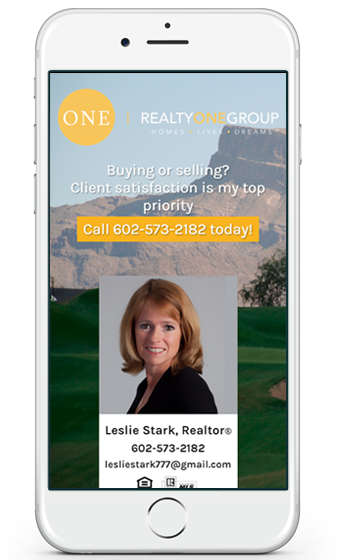 ONE | REALTYONEGROUP
HOMES • LIVES • DREAMS
Buying or selling?
Client satisfaction is my top
priority
Call 602-573-2182 today!
Leslie Stark, Realtor®
602-573-2182
lesliestark777@gmail.com
MLS